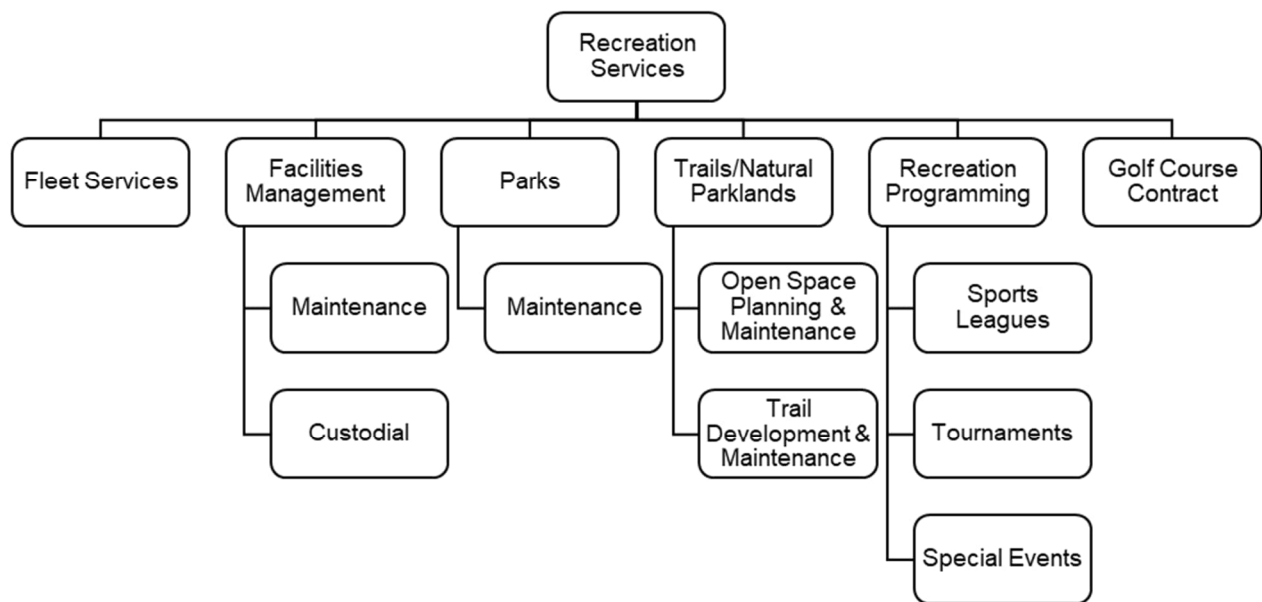 Recreation
Services
Fleet Services
Facilities
Management
Parks
Trails/Natural
Parklands
Recreation
Programming
Golf Course
Contract
Maintenance
Maintenance
Open Space
Planning &
Maintenance
Sports
Leagues
Custodial
Trail
Development &
Maintenance
Tournaments
Special Events